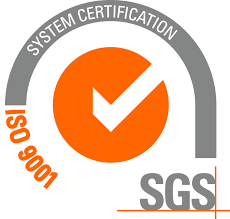 SYSTEM CERTIFICATION
ISO 9001
SGS